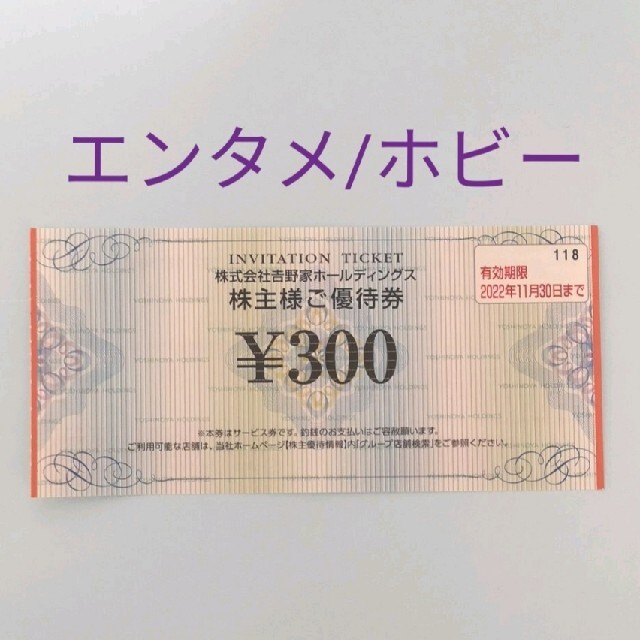 エンタメ/ホビー
INVITATION TICKET
118
株式会社吉野家ホールディングス
有効期限
株主様ご優待券
2022年11月30日まで
¥300
※本券はサービス券です。釣銭のお支払いはご容赦願います。
ご利用可能な店舗は、当社ホームページ【株主優待情報】内【グループ店舗検索】をご参照ください。